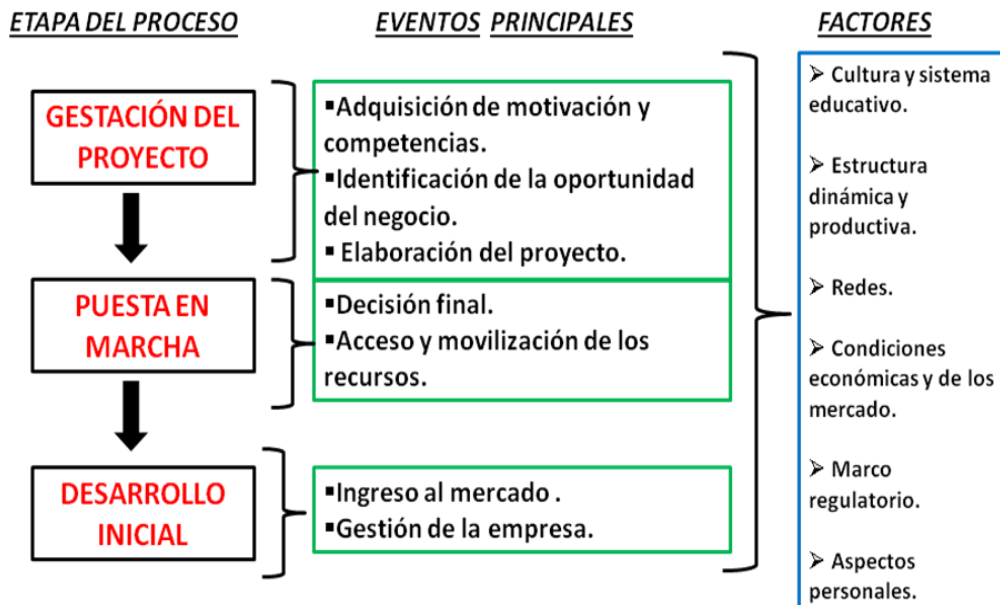 ETAPA DEL PROCESO
EVENTOS PRINCIPALES
FACTORES
GESTACIÓN DEL
PROYECTO
▪Adquisición de motivación y
competencias.
▪Identificación de la oportunidad
del negocio.
▪ Elaboración del proyecto.
PUESTA EN
MARCHA
▪Decisión final.
▪Acceso y movilización de los
recursos.
DESARROLLO
INICIAL
▪Ingreso al mercado .
▪Gestión de la empresa.
➢ Cultura y sistema
educativo.
➢ Estructura
dinámica y
productiva.
➢ Redes.
➢ Condiciones
económicas y de los
mercado.
➢ Marco
regulatorio.
➢ Aspectos
personales.